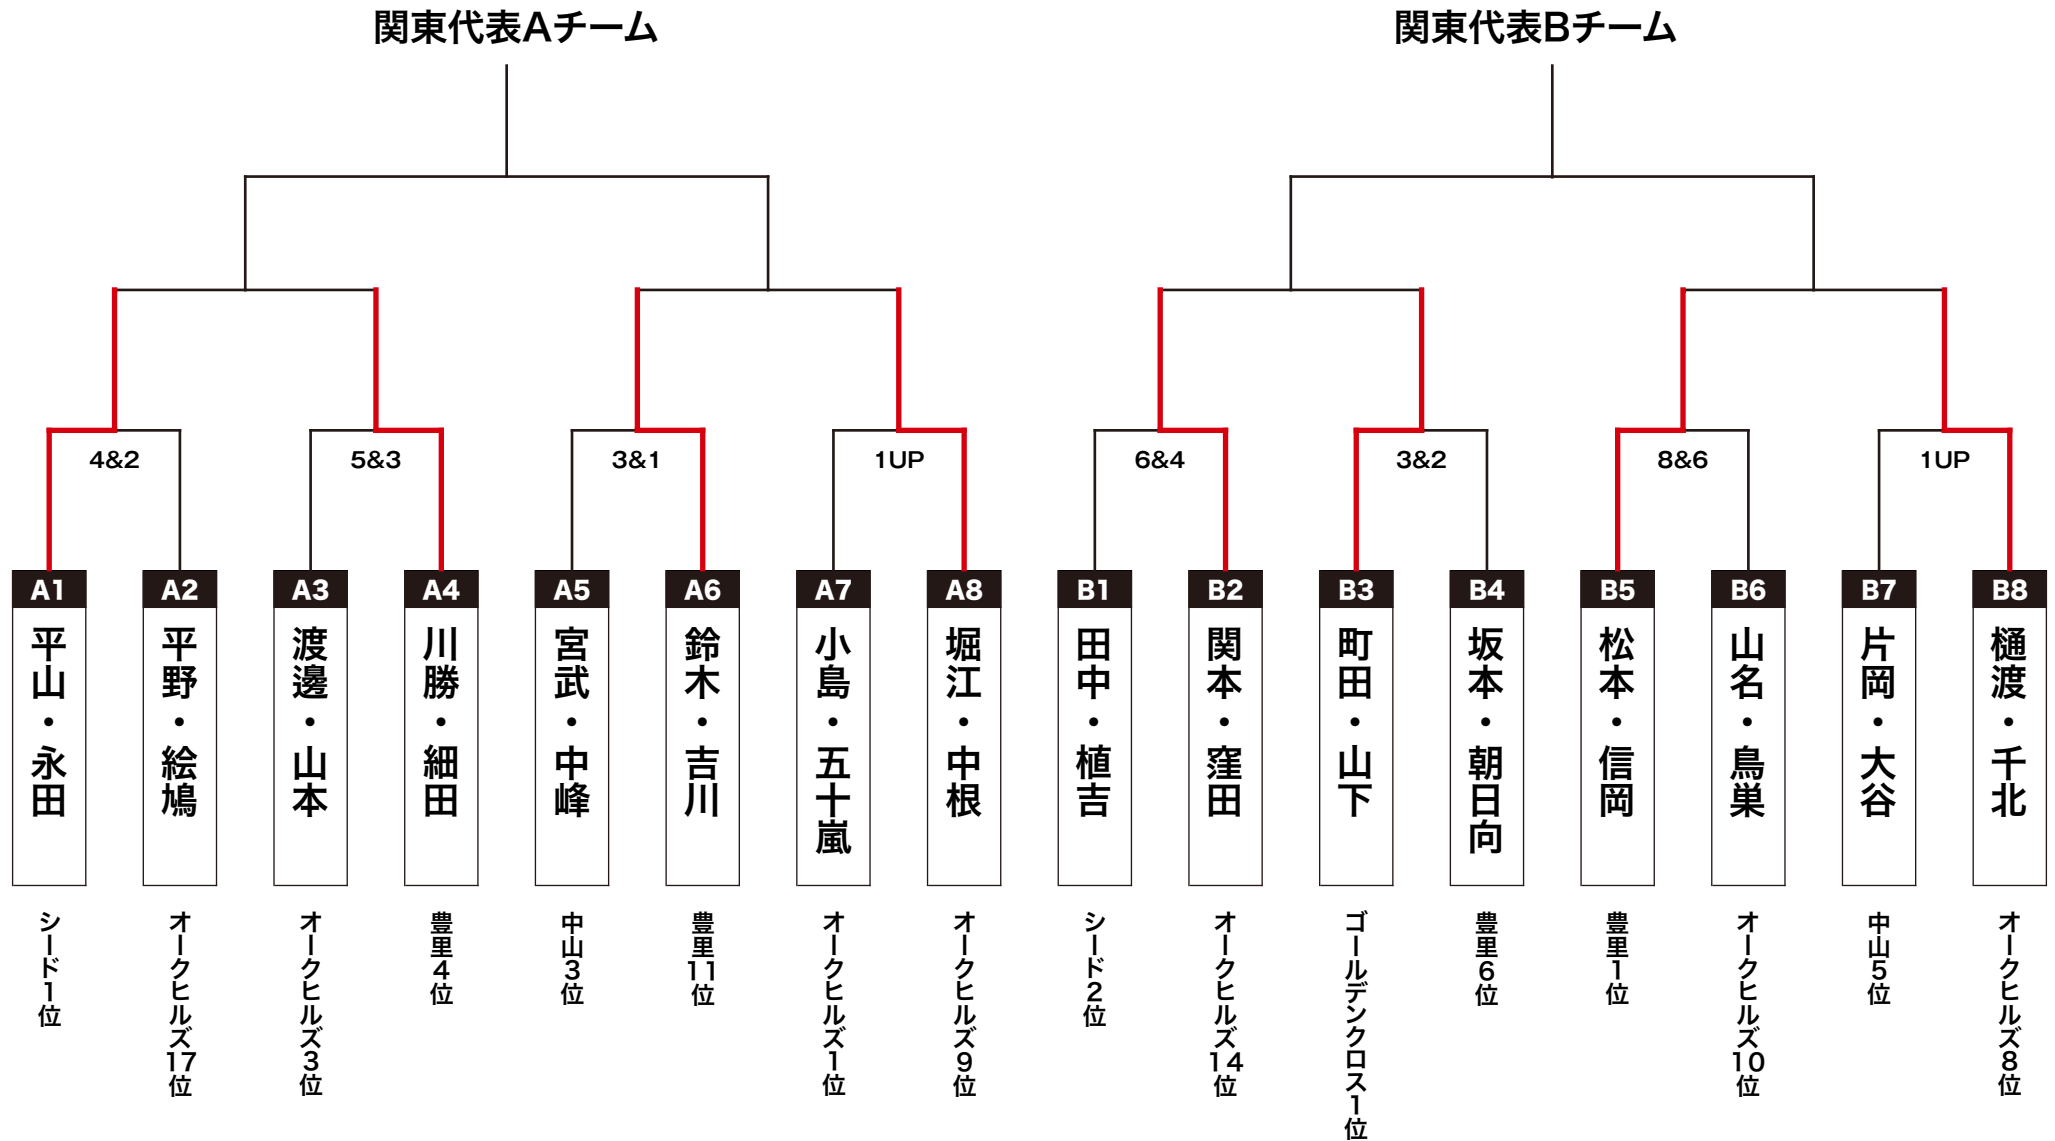 関東代表Aチーム
関東代表Bチーム
4&2
5&3
3&1
1UP
6&4
3&2
8&6
1UP
A1
平山・永田
シード1位
A2
平野・絵鳩
オークヒルズ17位
A3
渡邊・山本
オークヒルズ3位
A4
川勝・細田
豊里4位
A5
宮武・中峰
中山3位
A6
鈴木・吉川
豊里11位
A7
小島・五十嵐
オークヒルズ1位
A8
堀江・中根
オークヒルズ9位
B1
田中・植吉
シード2位
B2
関本・窪田
オークヒルズ14位
B3
町田・山下
ゴールデンクロス1位
B4
坂本・朝日向
豊里6位
B5
松本・信岡
豊里1位
B6
山名・鳥巣
オークヒルズ10位
B7
片岡・大谷
中山5位
B8
樋渡・千北
オークヒルズ8位